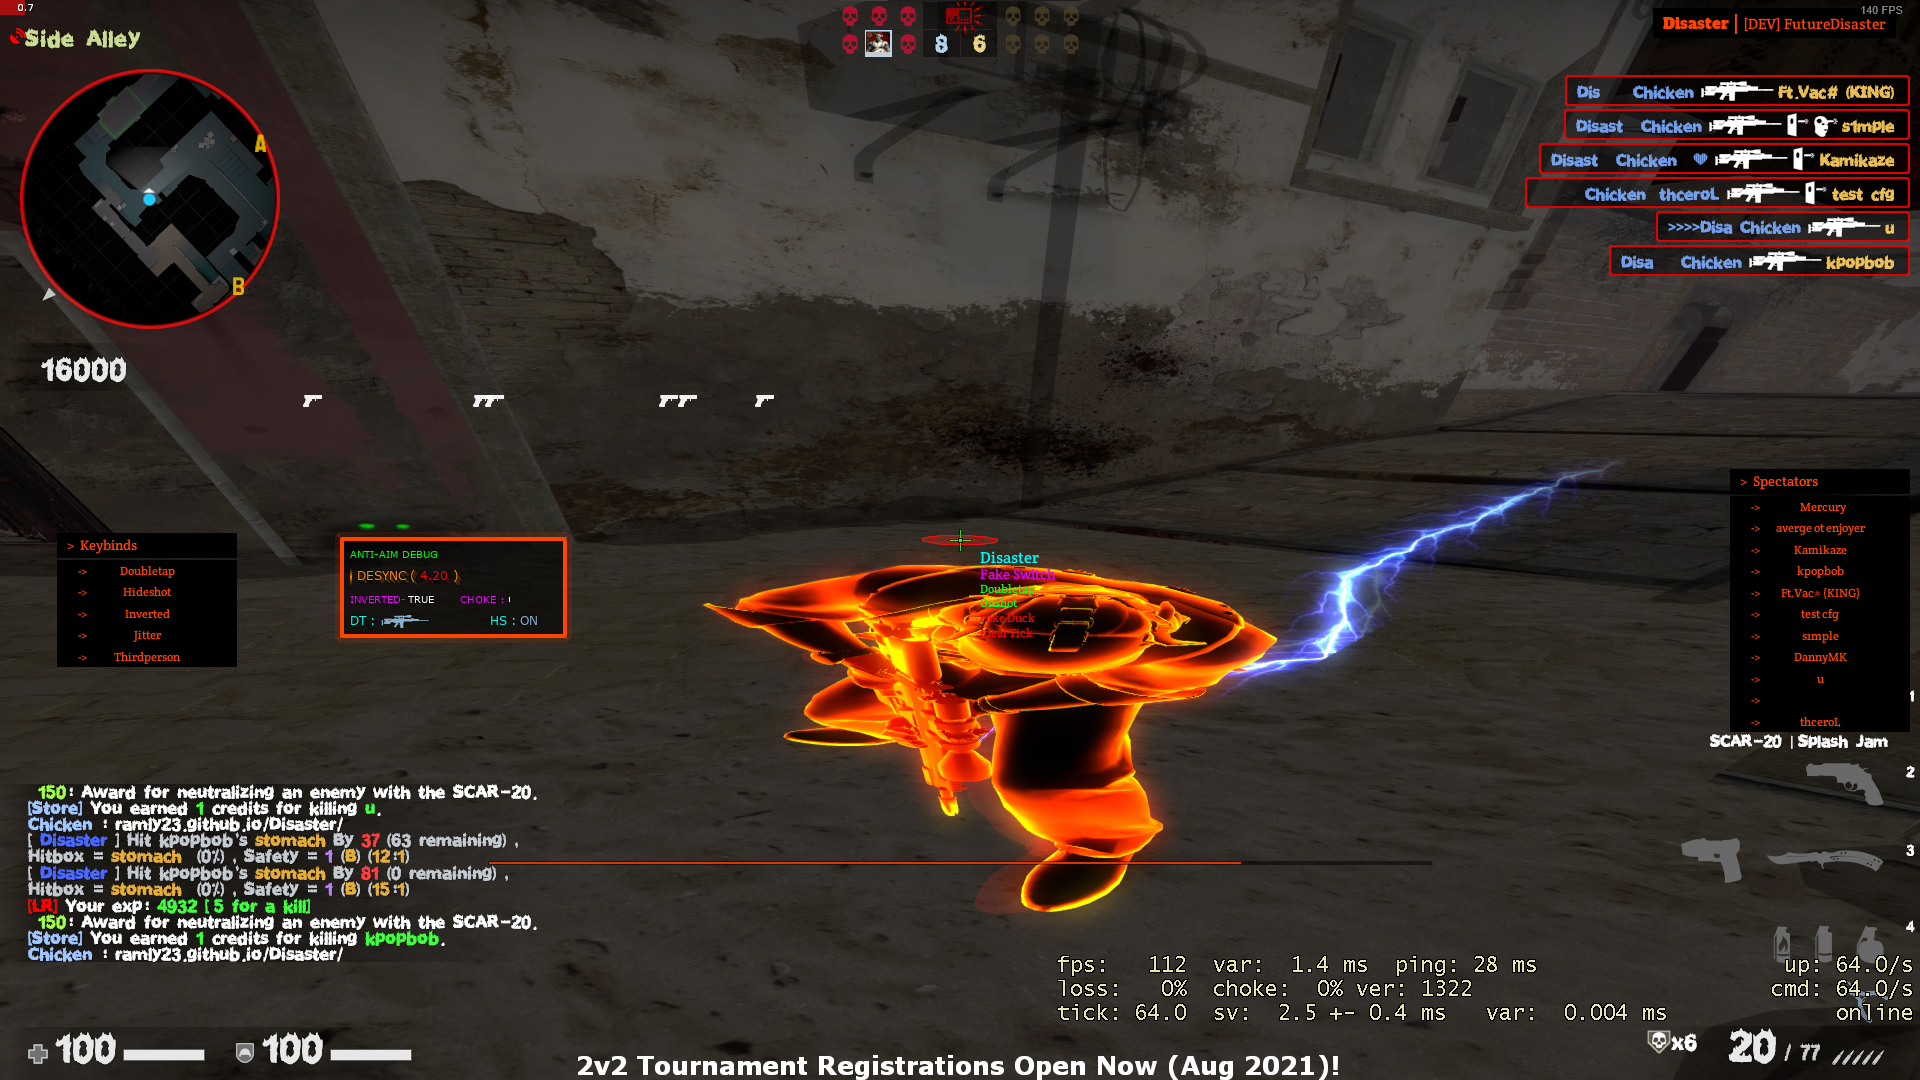 0.7
140 FPS
Side Alley
8 6
Disaster | [DEV] FutureDisaster
A
B
Dis Chicken Ft.Vac# (KING)
Disast Chicken s1mple
Disast Chicken Kamikaze
Chicken thceroL test cfg
>>>>Disa Chicken u
Disa Chicken kpopbob
16000
> Keybinds
-> Doubletap
-> Hideshot
-> Inverted
-> Jitter
-> Thirdperson
ANTI-AIM DEBUG
DESYNC ( 4.20 )
INVERTED- TRUE CHOKE :
DT : HS : ON
Disaster
Fake Switch
Doubletap
Duck
Tick
> Spectators
-> Mercury
-> averge ot enjoyer
-> Kamikaze
-> kpopbob
-> Ft.Vac# (KING)
-> test cfg
-> s1mple
-> DannyMK
-> u
->
-> thceroL
1
SCAR-20 | Splash Jam
2
3
4
150: Award for neutralizing an enemy with the SCAR-20.
[Store] You earned 1 credits for killing u.
Chicken : ramly23.github.io/Disaster/
[ Disaster ] Hit kpopbob's stomach By 37 (63 remaining) ,
Hitbox = stomach (0%) , Safety = 1 (B) (12:1)
[ Disaster ] Hit kpopbob's stomach By 81 (0 remaining) ,
Hitbox = stomach (0%) , Safety = 1 (B) (15:1)
[LR] Your exp: 4932 [ 5 for a kill]
150: Award for neutralizing an enemy with the SCAR-20.
[Store] You earned 1 credits for killing kpopbob.
Chicken : ramly23.github.io/Disaster/
fps: 112 var: 1.4 ms ping: 28 ms
loss: 0% choke: 0% ver: 1322
tick: 64.0 sv: 2.5 +- 0.4 ms var: 0.004 ms
up: 64.0/s
cmd: 64.0/s
online
100 100
x6 20 / 77
2v2 Tournament Registrations Open Now (Aug 2021)!